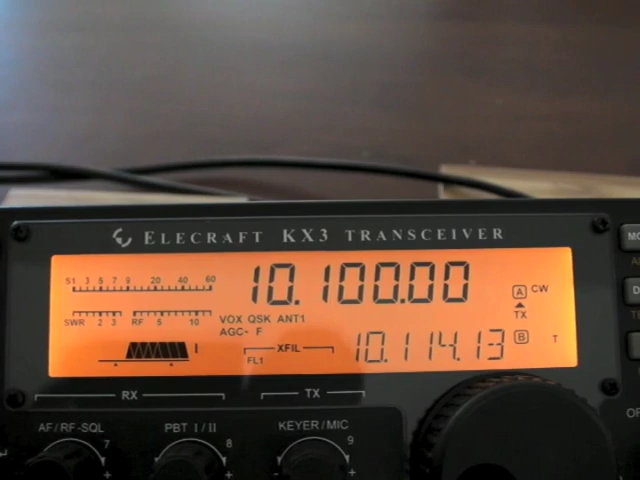 ELECRAFT KX3 TRANSCEIVER
S1 3 5 7 9 20 40 60
10.100.00
A CW
SWR 2 3 RF 5 10
VOX QSK ANT1
TX
AGC- F
10.114.13
B T
I
XFIL
FL1
RX
TX
AF/RF-SQL
PBT I/II
KEYER/MIC
7
8
9
- +
- +
- +